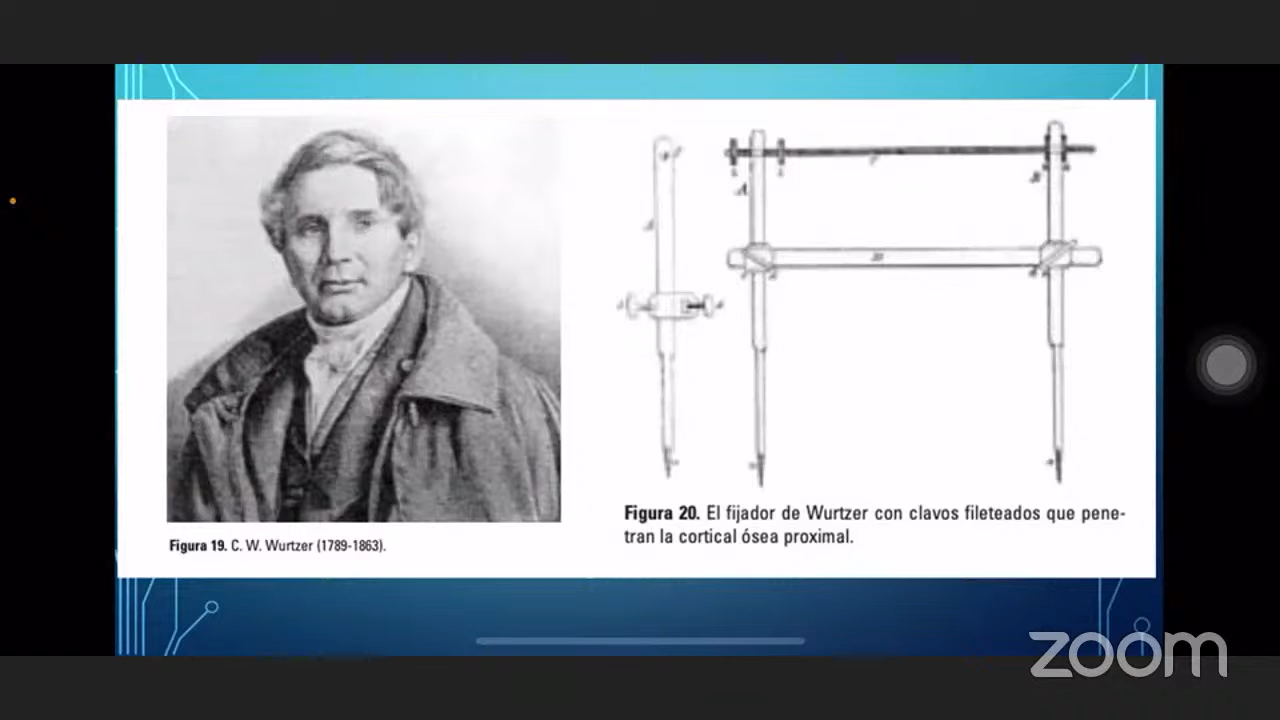 Figura 19. C. W. Wurtzer (1789-1863).
Figura 20. El fijador de Wurtzer con clavos fileteados que pene-
tran la cortical ósea proximal.
zoom